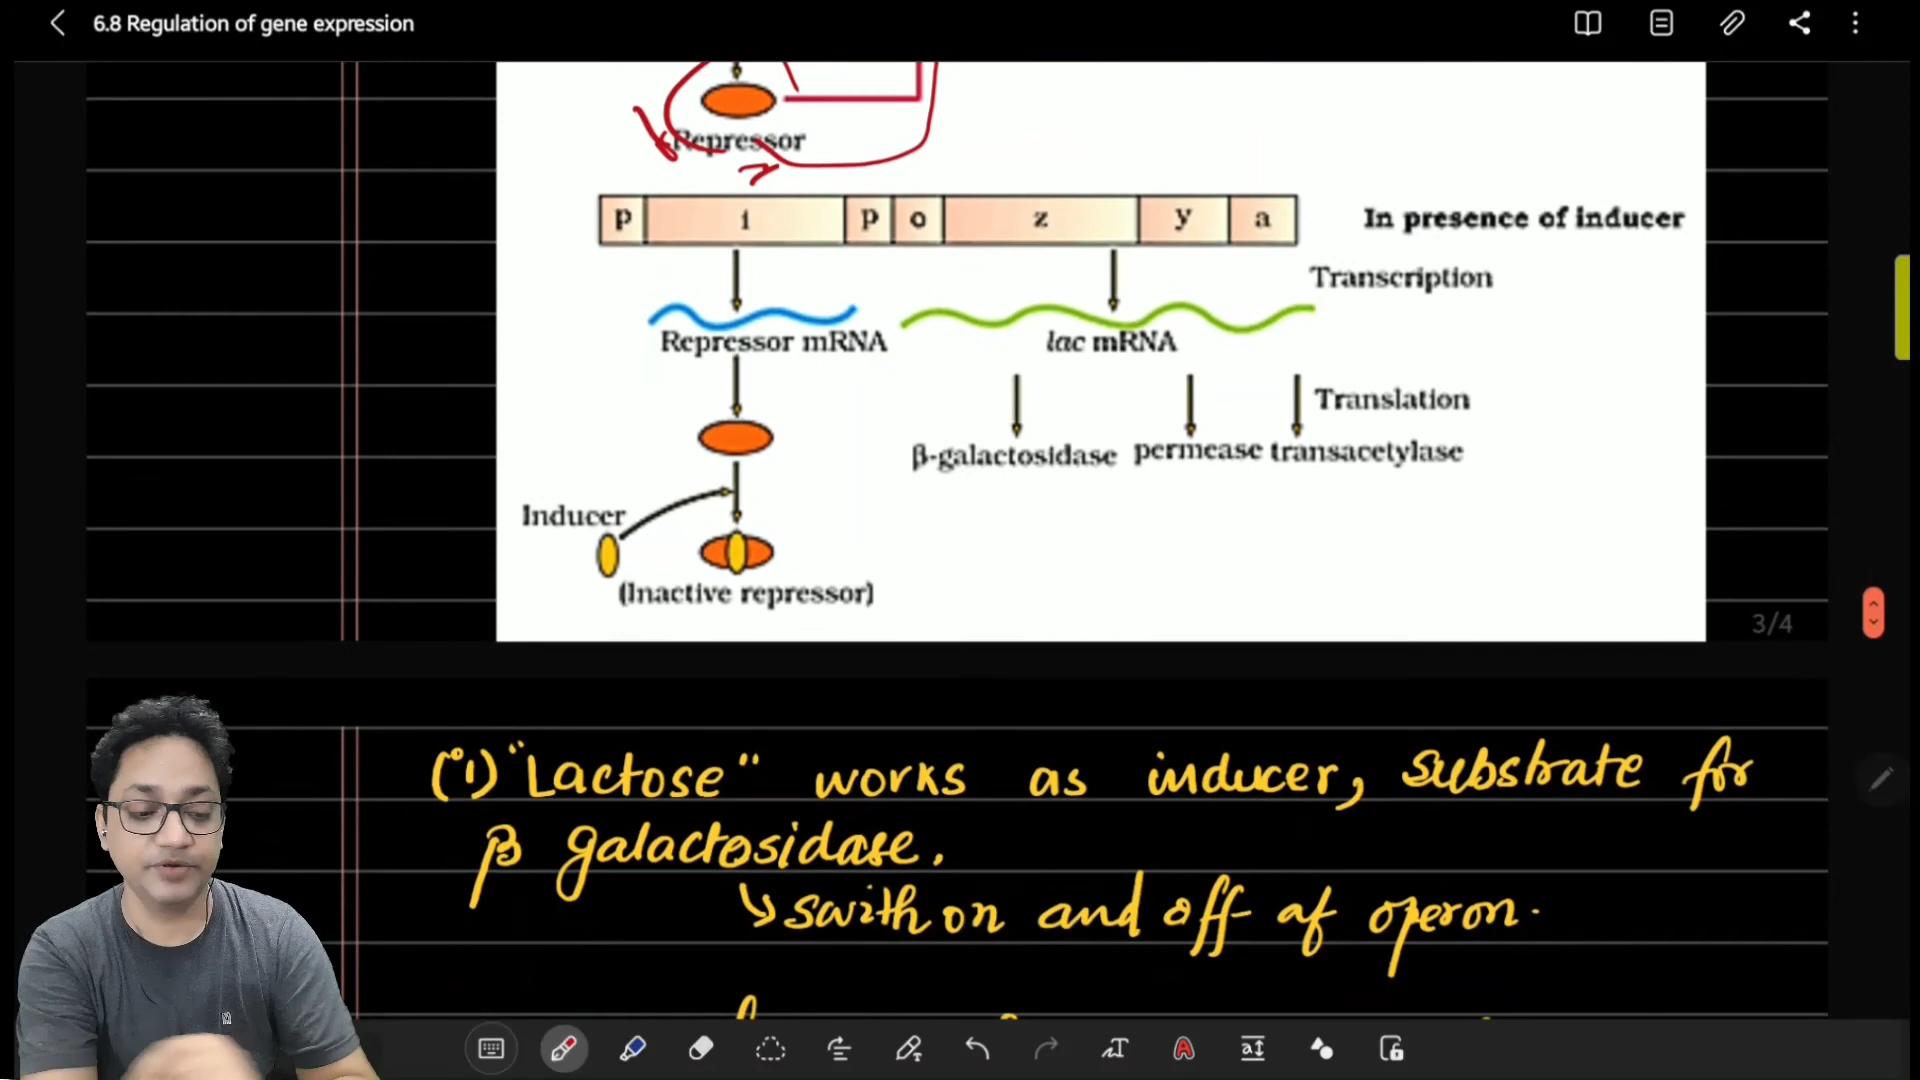 6.8 Regulation of gene expression
Repressor
p i p o z y a In presence of inducer
Transcription
Repressor mRNA lac mRNA
Translation
β-galactosidase permease transacetylase
Inducer
(Inactive repressor)
3/4
(i) "Lactose" works as inducer, substrate for
β galactosidase.
↳ swith on and off of operon.